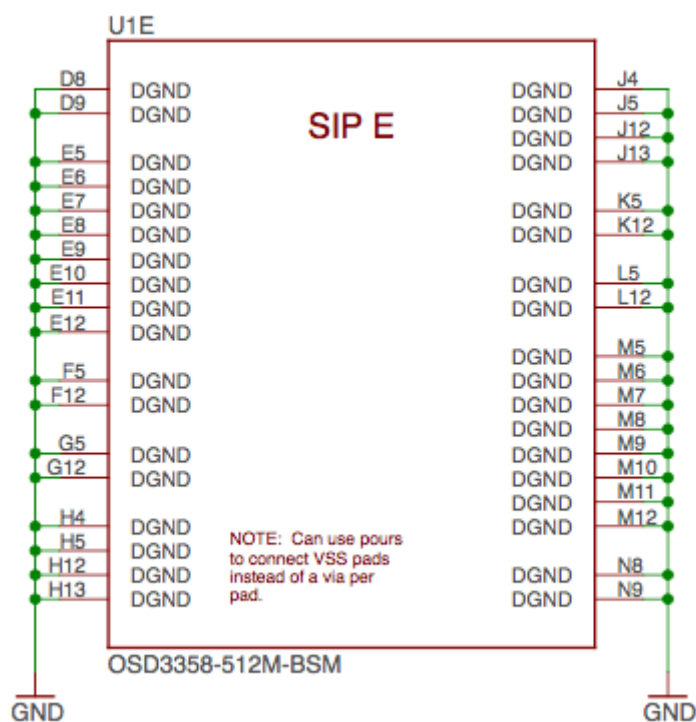 U1E
SIP E
D8 DGND
D9 DGND
E5 DGND
E6 DGND
E7 DGND
E8 DGND
E9 DGND
E10 DGND
E11 DGND
E12 DGND
F5 DGND
F12 DGND
G5 DGND
G12 DGND
H4 DGND
H5 DGND
H12 DGND
H13 DGND
DGND J4
DGND J5
DGND J12
DGND J13
DGND K5
DGND K12
DGND L5
DGND L12
DGND M5
DGND M6
DGND M7
DGND M8
DGND M9
DGND M10
DGND M11
DGND M12
DGND N8
DGND N9
NOTE: Can use pours
to connect VSS pads
instead of a via per
pad.
OSD3358-512M-BSM
GND
GND